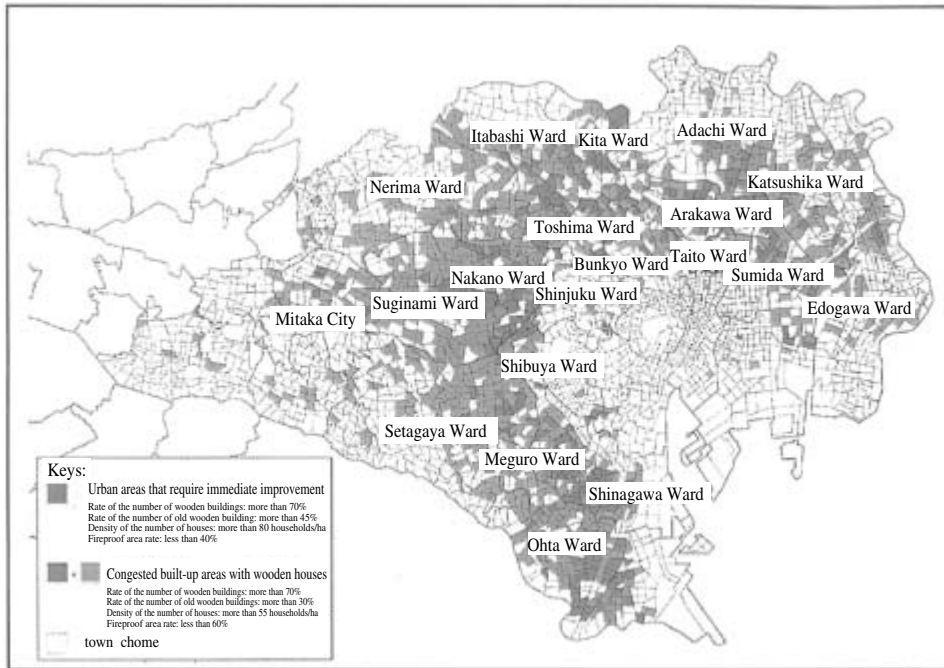 Itabashi Ward
Kita Ward
Adachi Ward
Nerima Ward
Katsushika Ward
Arakawa Ward
Toshima Ward
Bunkyo Ward
Taito Ward
Sumida Ward
Nakano Ward
Shinjuku Ward
Suginami Ward
Mitaka City
Edogawa Ward
Shibuya Ward
Setagaya Ward
Meguro Ward
Shinagawa Ward
Ohta Ward
Keys:
Urban areas that require immediate improvement
Rate of the number of wooden buildings: more than 70%
Rate of the number of old wooden building: more than 45%
Density of the number of houses: more than 80 households/ha
Fireproof area rate: less than 40%
+ Congested built-up areas with wooden houses
Rate of the number of wooden buildings: more than 70%
Rate of the number of old wooden buildings: more than 30%
Density of the number of houses: more than 55 households/ha
Fireproof area rate: less than 60%
town chome